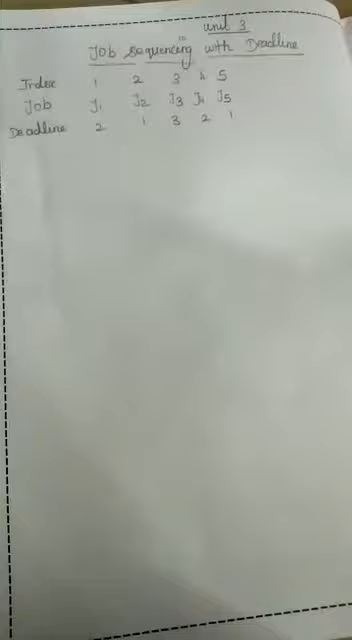 unit 3
Job Sequencing with Deadline
Index 1 2 3 4 5
Job J1 J2 J3 J4 J5
Deadline 2 1 3 2 1